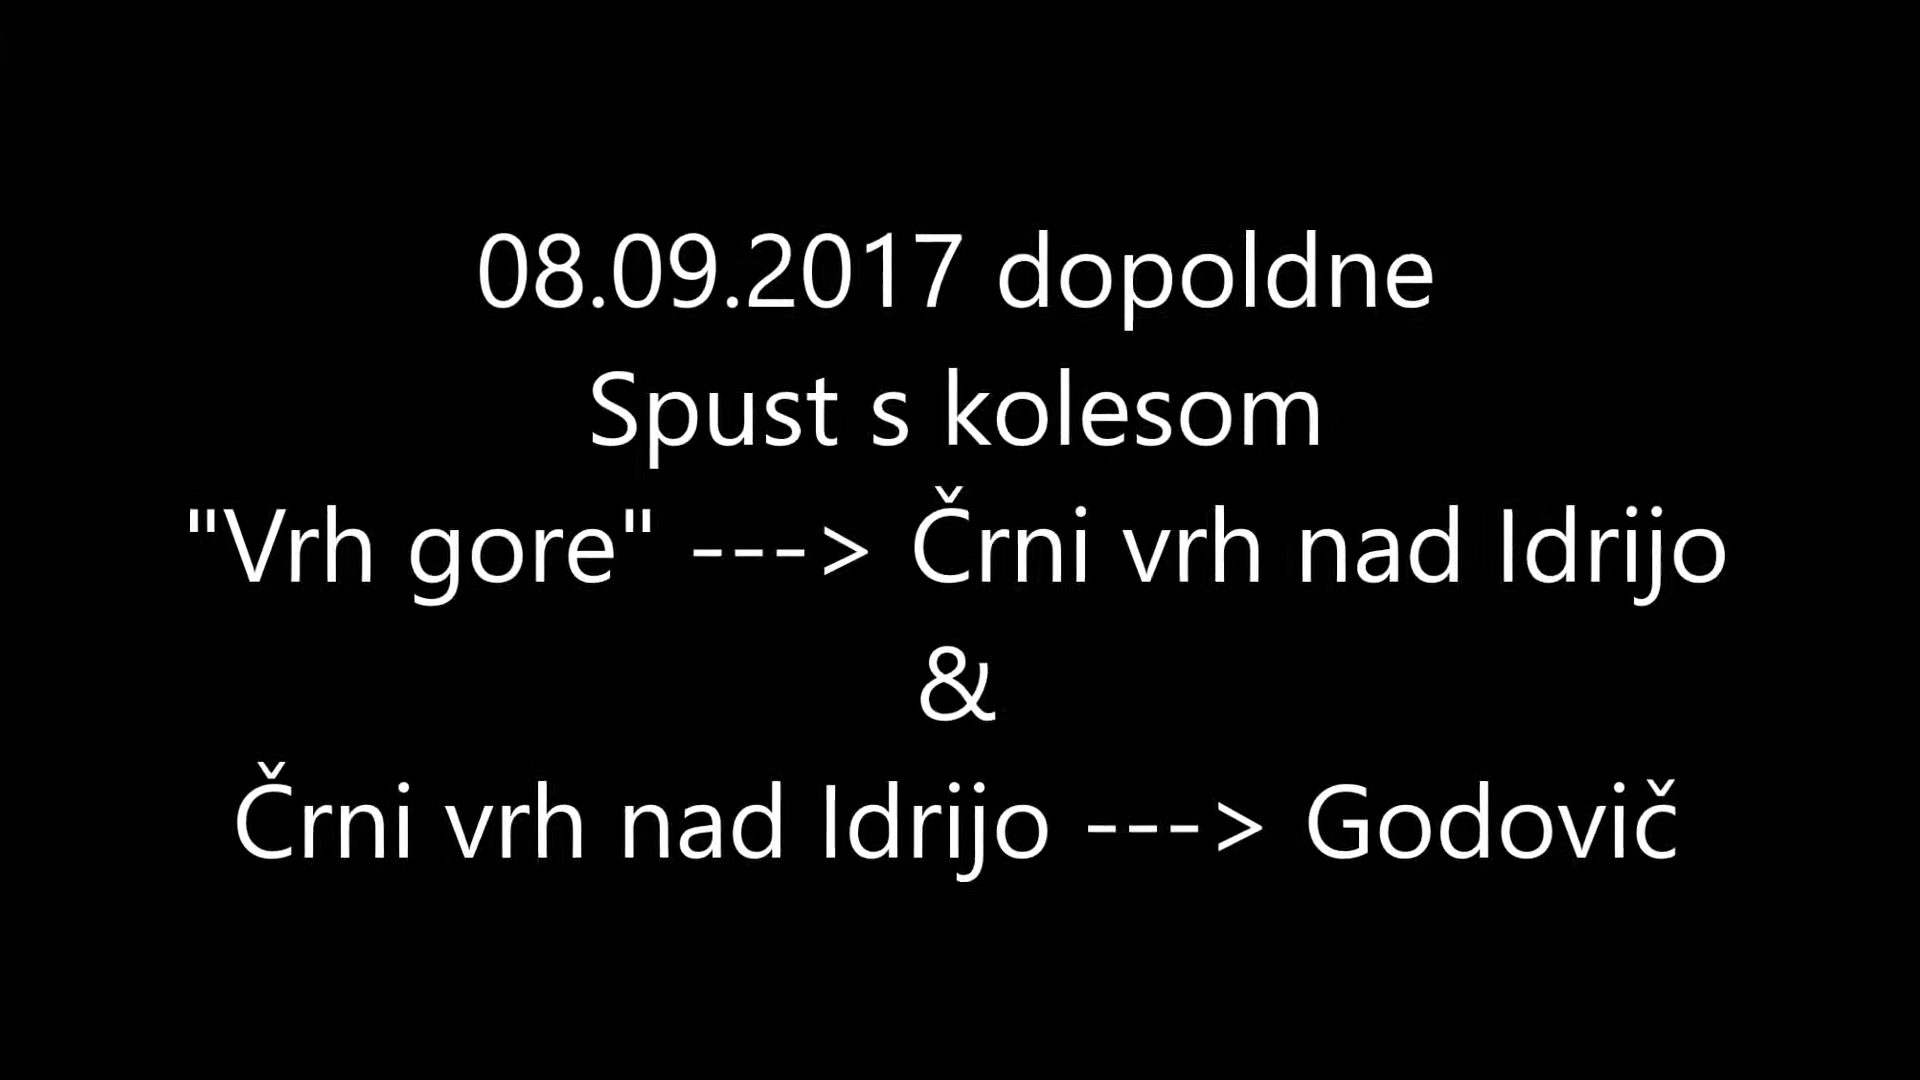 08.09.2017 dopoldne
Spust s kolesom
"Vrh gore" ---> Črni vrh nad Idrijo
&
Črni vrh nad Idrijo ---> Godovič